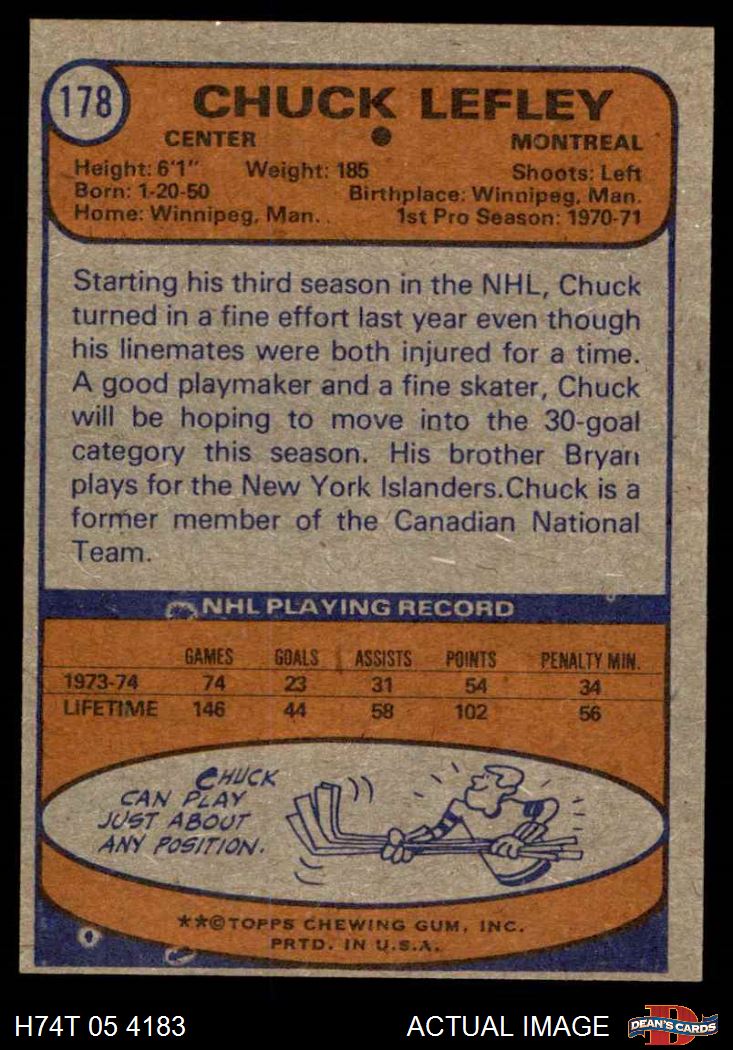 178
CHUCK LEFLEY
CENTER • MONTREAL
Height: 6'1" Weight: 185 Shoots: Left
Born: 1-20-50 Birthplace: Winnipeg, Man.
Home: Winnipeg, Man. 1st Pro Season: 1970-71
Starting his third season in the NHL, Chuck
turned in a fine effort last year even though
his linemates were both injured for a time.
A good playmaker and a fine skater, Chuck
will be hoping to move into the 30-goal
category this season. His brother Bryan
plays for the New York Islanders.Chuck is a
former member of the Canadian National
Team.
NHL PLAYING RECORD
GAMES GOALS ASSISTS POINTS PENALTY MIN.
1973-74 74 23 31 54 34
LIFETIME 146 44 58 102 56
CHUCK
CAN PLAY
JUST ABOUT
ANY POSITION.
**©TOPPS CHEWING GUM, INC.
PRTD. IN U.S.A.
H74T 05 4183 ACTUAL IMAGE D DEAN'S CARDS